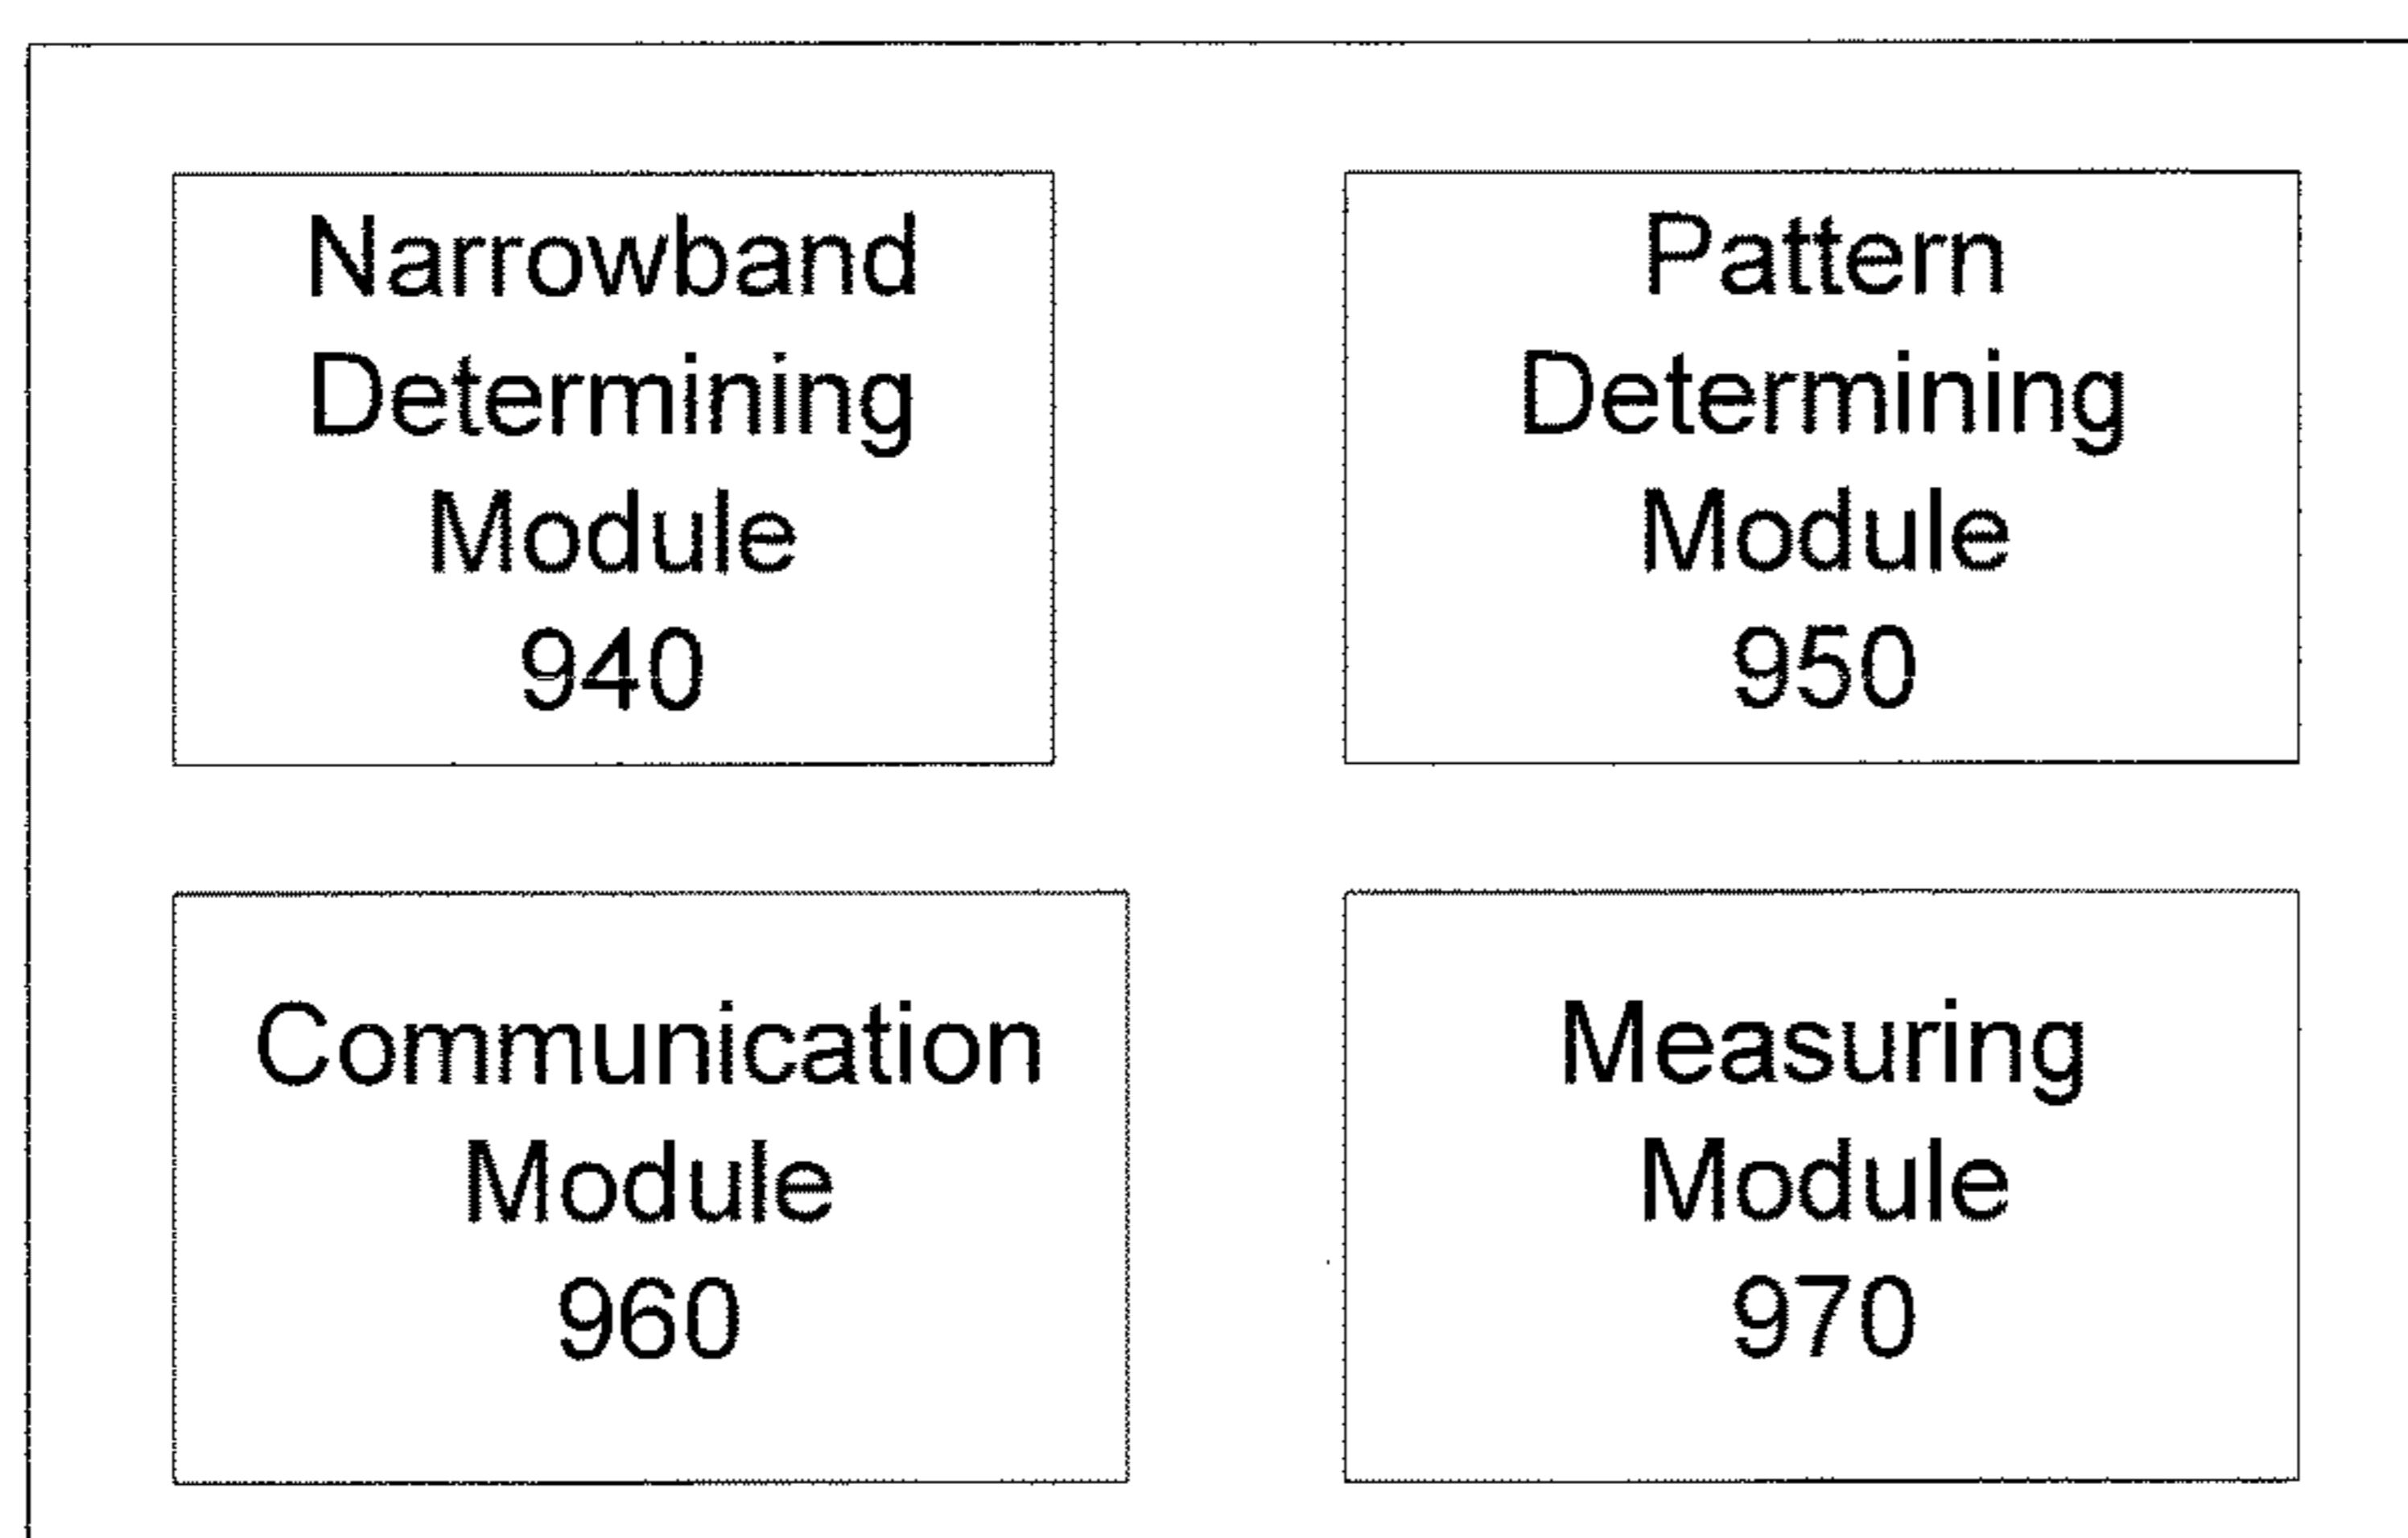 Narrowband
Determining
Module
940
Pattern
Determining
Module
950
Communication
Module
960
Measuring
Module
970